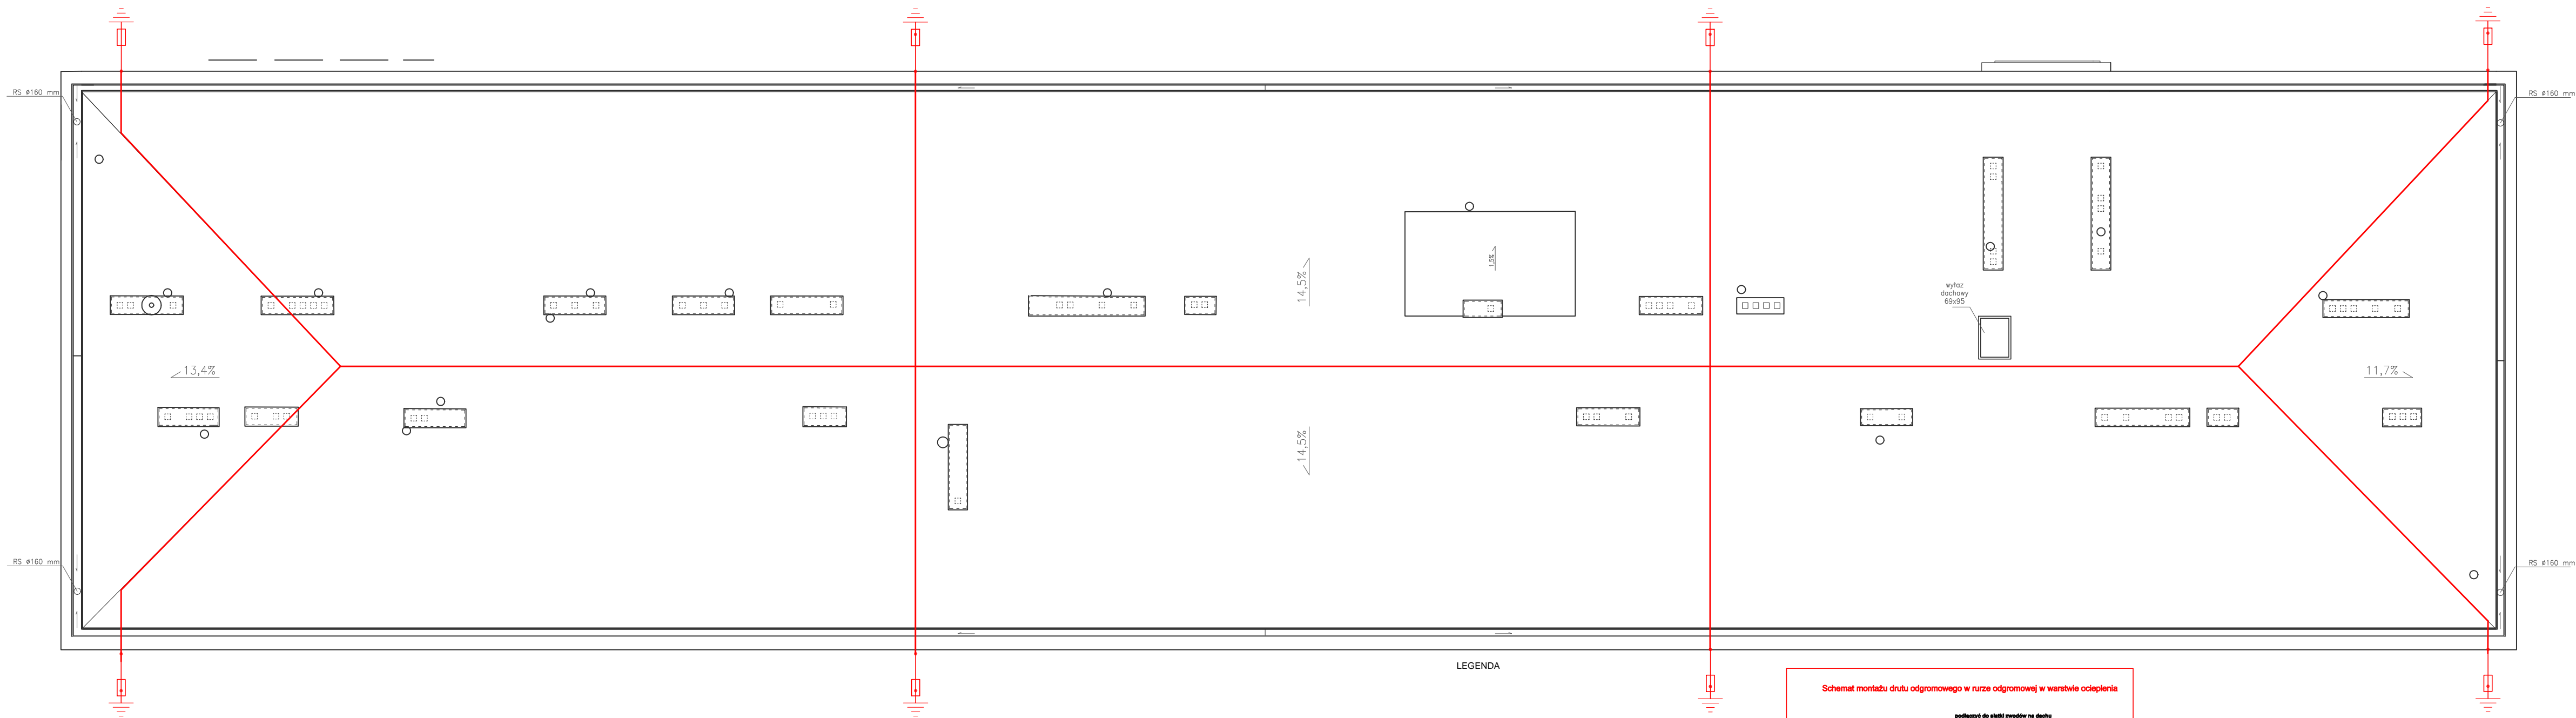 RS ø160 mm
RS ø160 mm
14,5%
1,5%
wyłaz
dachowy
69x95
13,4%
11,7%
14,5%
RS ø160 mm
RS ø160 mm
LEGENDA
Schemat montażu drutu odgromowego w rurze odgromowej w warstwie ocieplenia
podłączyć do siatki zwodów na dachu